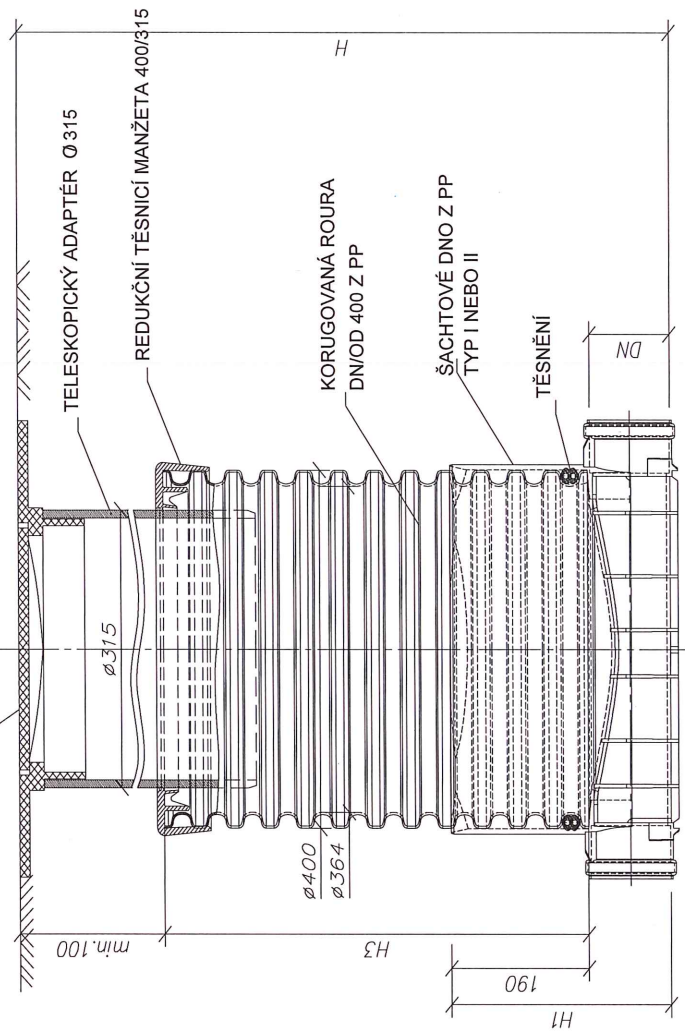 H
TELESKOPICKÝ ADAPTÉR Ø315
REDUKČNÍ TĚSNICÍ MANŽETA 400/315
KORUGOVANÁ ROURA
DN/OD 400 Z PP
ŠACHTOVÉ DNO Z PP
TYP I NEBO II
TĚSNĚNÍ
DN
ø315
ø400
ø364
min.100
H3
190
H1